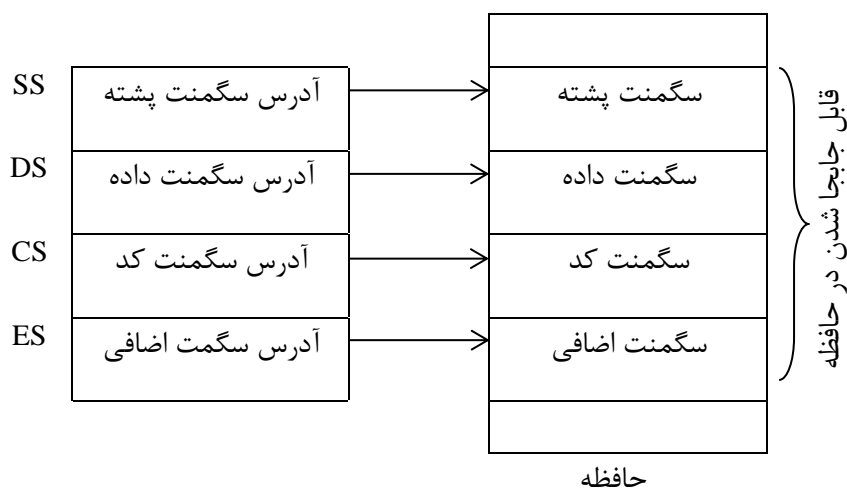 SS آدرس سگمنت پشته سگمنت پشته
DS آدرس سگمنت داده سگمنت داده
CS آدرس سگمنت کد سگمنت کد
ES آدرس سگمت اضافی سگمنت اضافی
قابل جابجا شدن در حافظه
حافظه